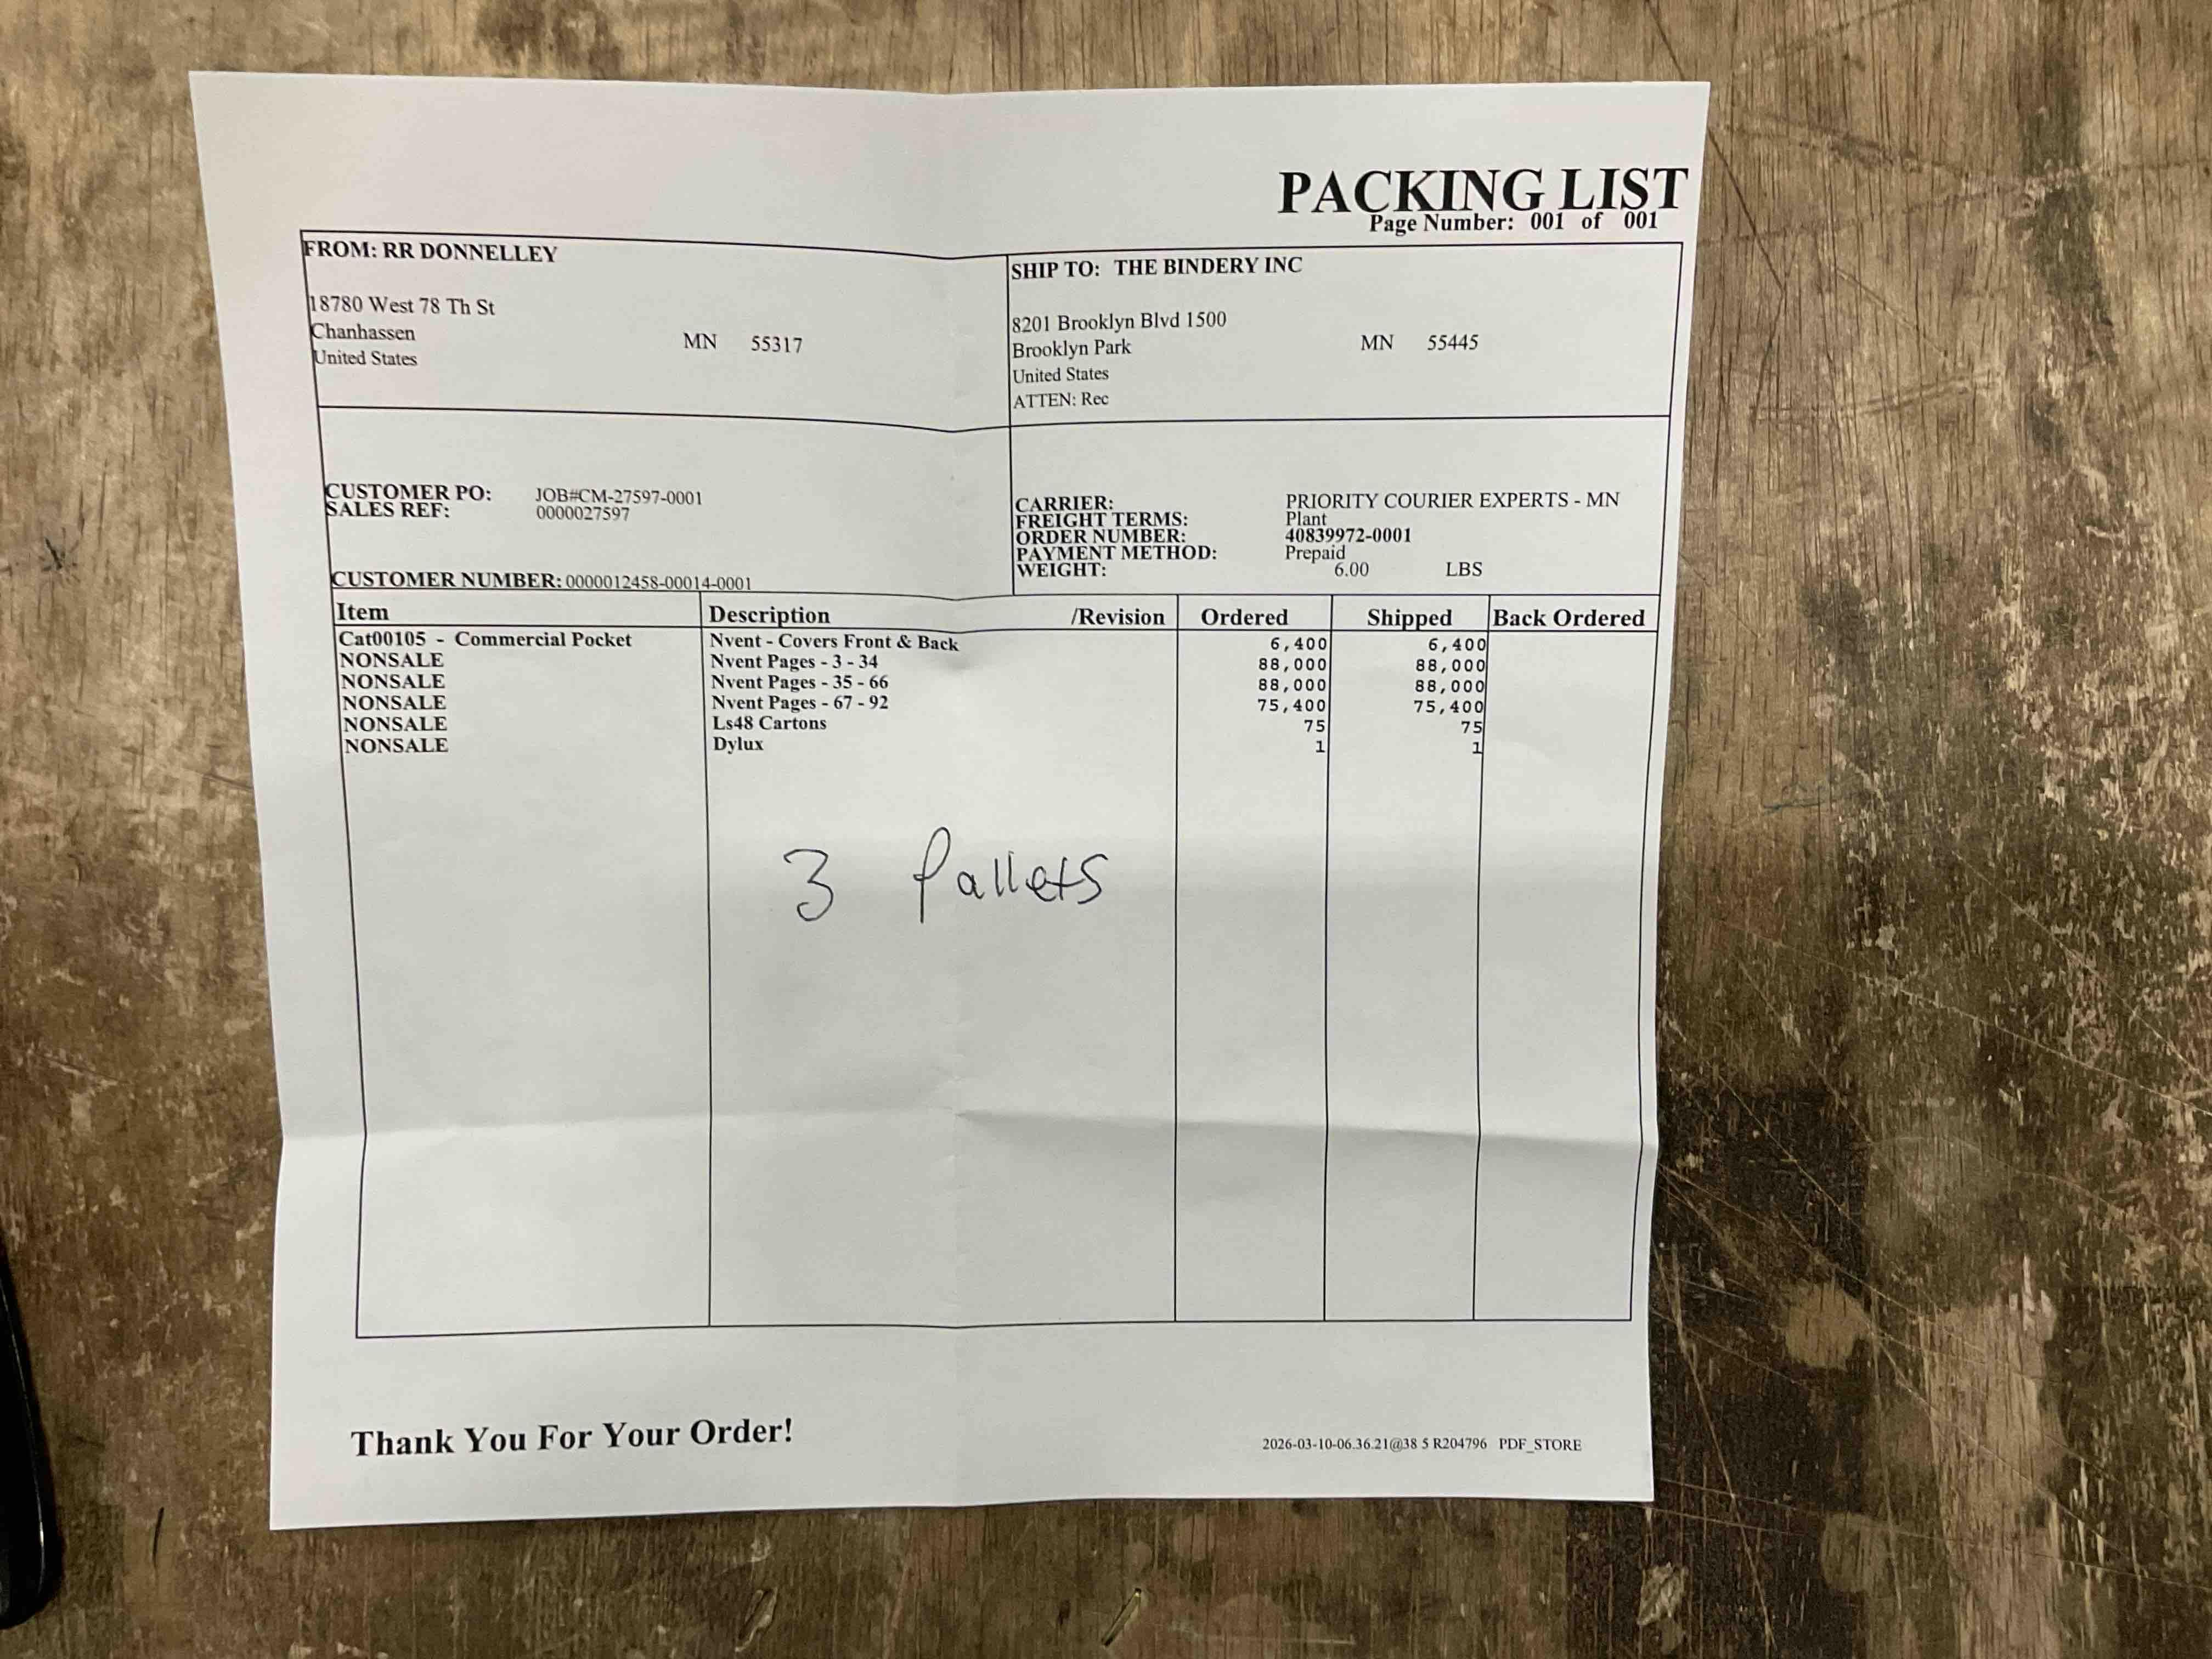 PACKING LIST
Page Number: 001 of 001
FROM: RR DONNELLEY
18780 West 78 Th St
Chanhassen MN 55317
United States
SHIP TO: THE BINDERY INC
8201 Brooklyn Blvd 1500
Brooklyn Park MN 55445
United States
ATTEN: Rec
CUSTOMER PO: JOB#CM-27597-0001
SALES REF: 0000027597
CUSTOMER NUMBER: 0000012458-00014-0001
CARRIER: PRIORITY COURIER EXPERTS - MN
FREIGHT TERMS: Plant
ORDER NUMBER: 40839972-0001
PAYMENT METHOD: Prepaid
WEIGHT: 6.00 LBS
Item Description /Revision Ordered Shipped Back Ordered
Cat00105 - Commercial Pocket Nvent - Covers Front & Back 6,400 6,400
NONSALE Nvent Pages - 3 - 34 88,000 88,000
NONSALE Nvent Pages - 35 - 66 88,000 88,000
NONSALE Nvent Pages - 67 - 92 75,400 75,400
NONSALE Ls48 Cartons 75 75
NONSALE Dylux 1 1
3 Pallets
Thank You For Your Order!
2026-03-10-06.36.21@38 5 R204796 PDF_STORE